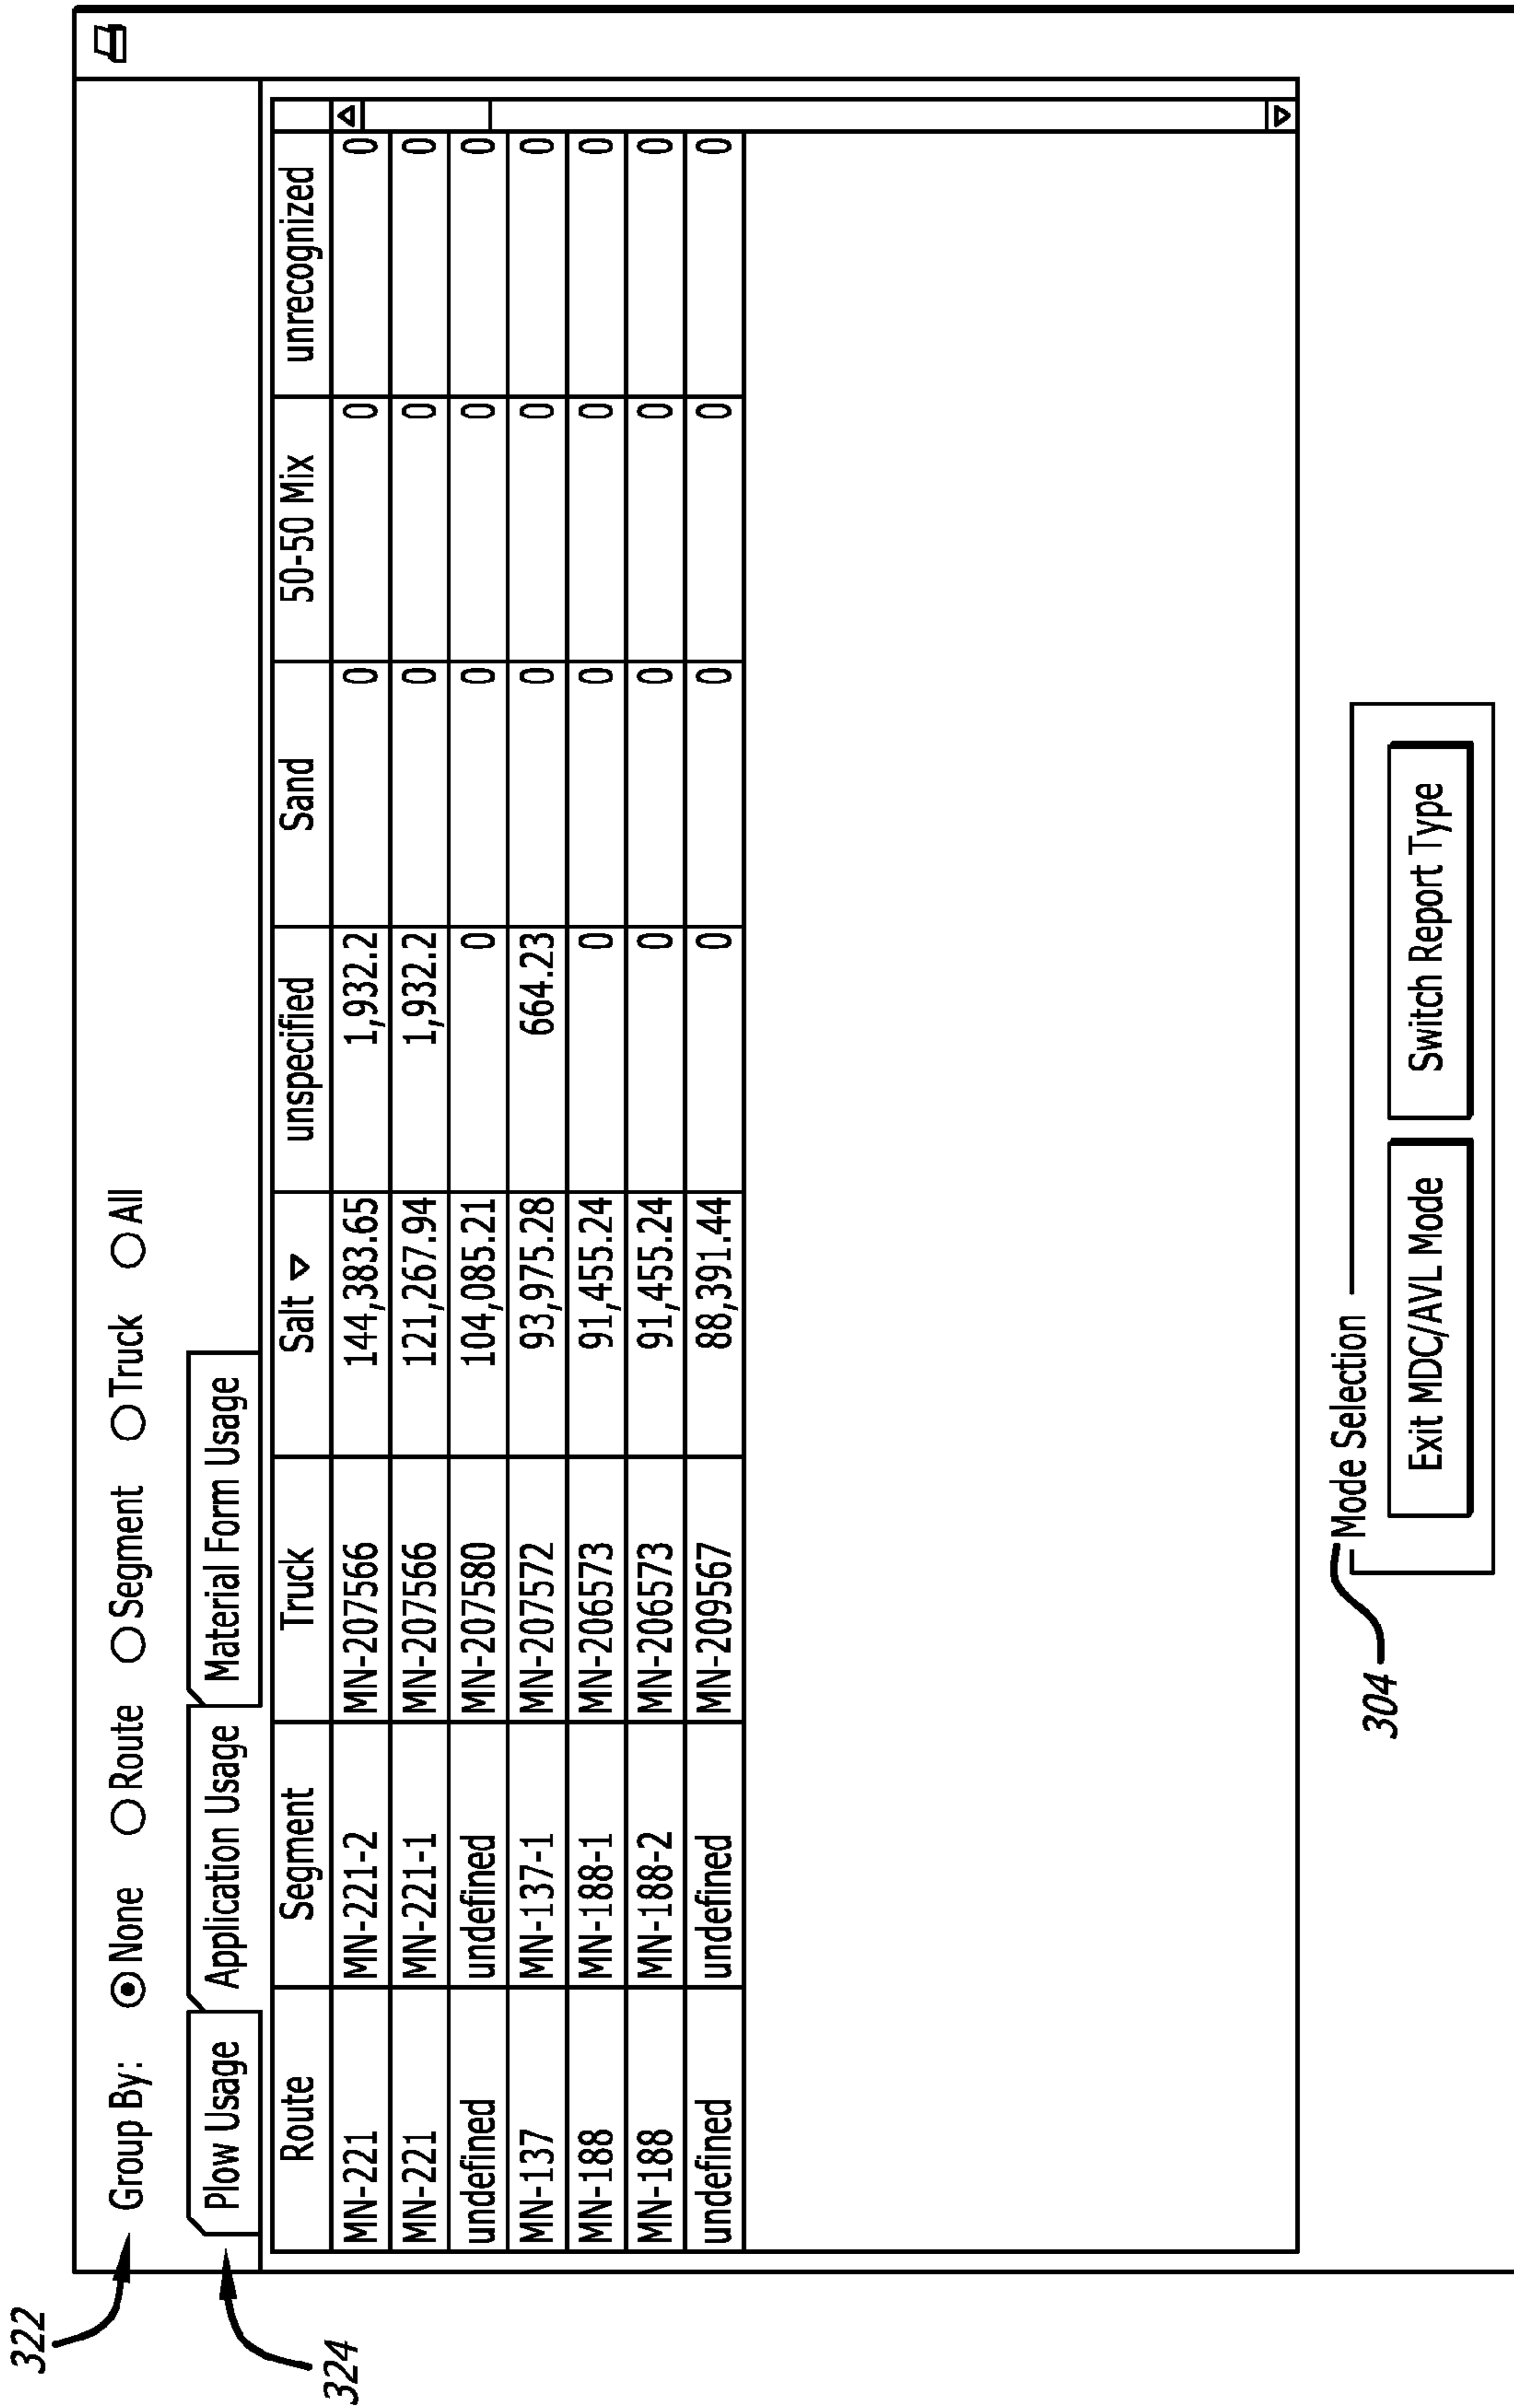 322
Group By: None Route Segment Truck All
324
Plow Usage Application Usage Material Form Usage
Route Segment Truck Salt unspecified Sand 50-50 Mix unrecognized
MN-221 MN-221-2 MN-207566 144,383.65 1,932.2 0 0 0
MN-221 MN-221-1 MN-207566 121,267.94 1,932.2 0 0 0
undefined undefined MN-207580 104,085.21 0 0 0 0
MN-137 MN-137-1 MN-207572 93,975.28 664.23 0 0 0
MN-188 MN-188-1 MN-206573 91,455.24 0 0 0 0
MN-188 MN-188-2 MN-206573 91,455.24 0 0 0 0
undefined undefined MN-209567 88,391.44 0 0 0 0
Mode Selection
304
Exit MDC/AVL Mode Switch Report Type